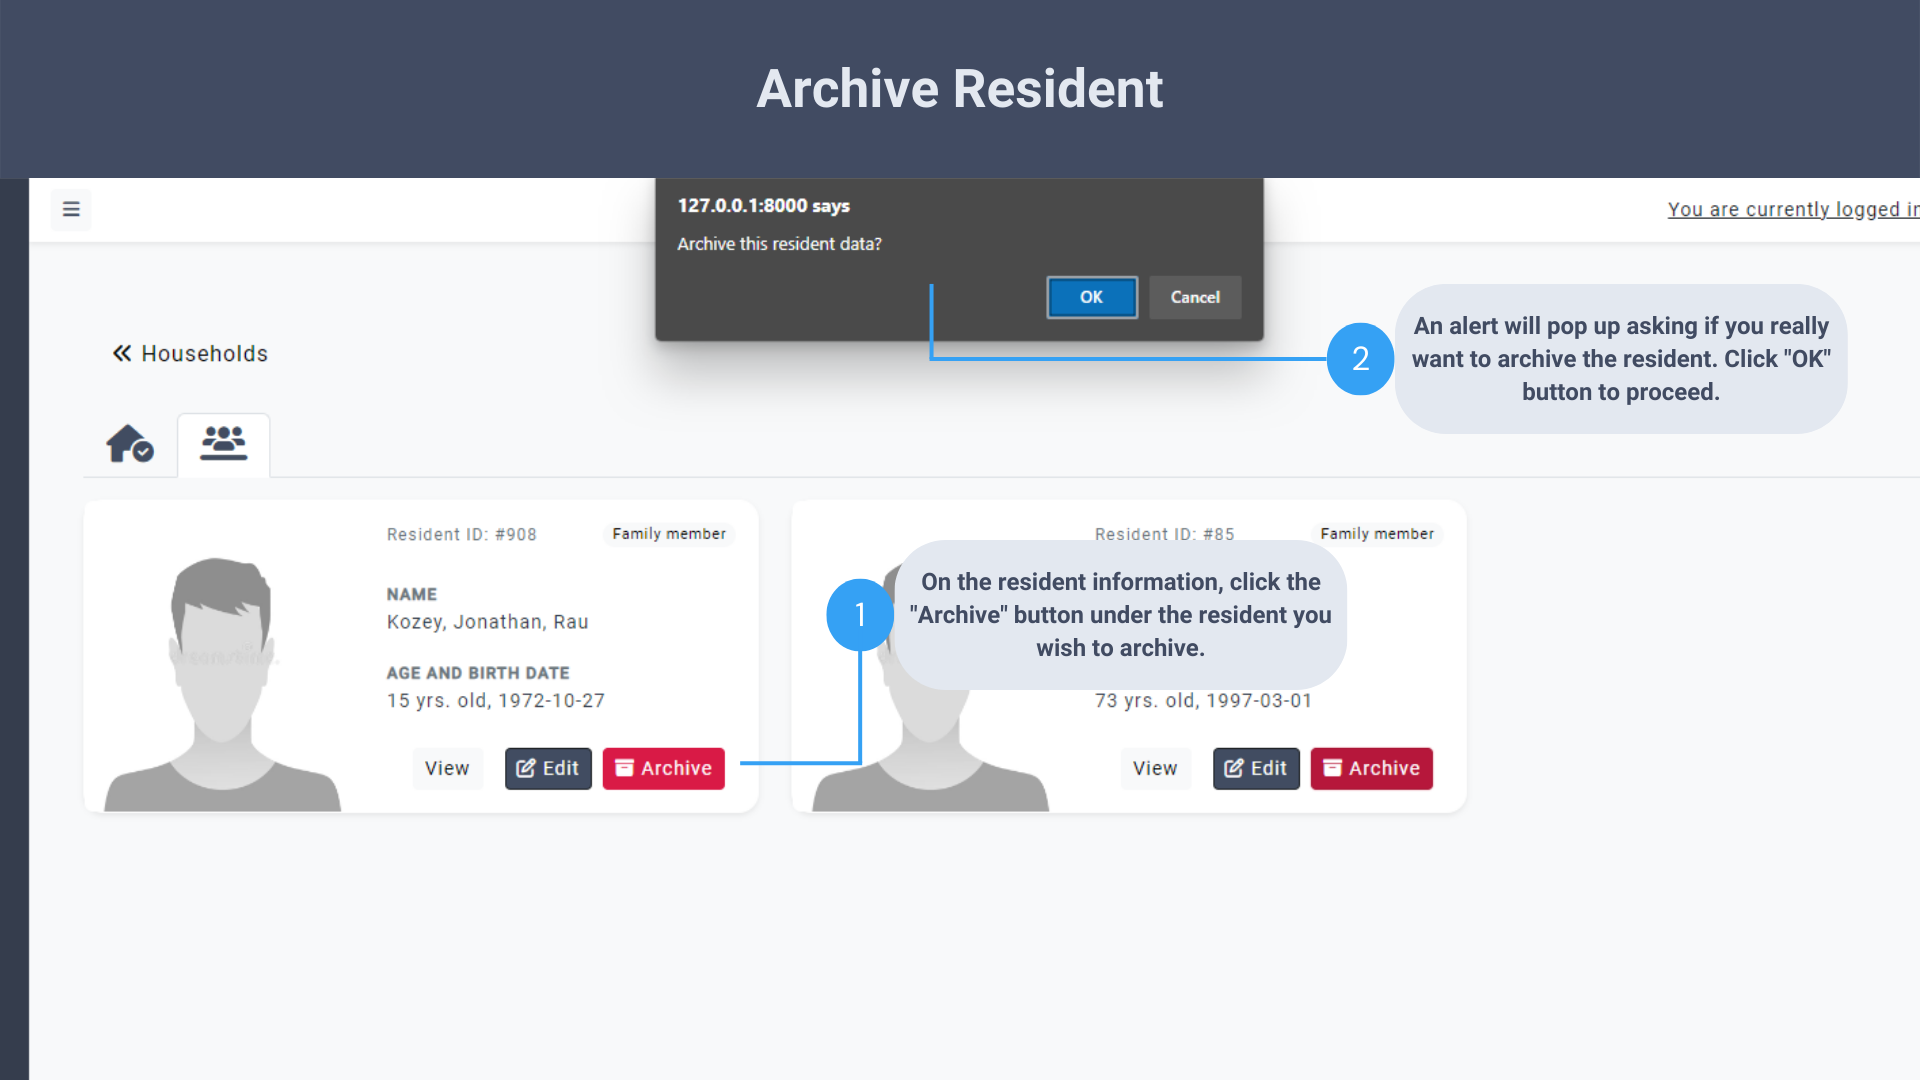 Archive Resident
127.0.0.1:8000 says
You are currently logged in
Archive this resident data?
OK
Cancel
Households
2
An alert will pop up asking if you really
want to archive the resident. Click "OK"
button to proceed.
Resident ID: #908
Family member
NAME
Kozey, Jonathan, Rau
AGE AND BIRTH DATE
15 yrs. old, 1972-10-27
View
Edit
Archive
Resident ID: #85
Family member
1
On the resident information, click the
"Archive" button under the resident you
wish to archive.
73 yrs. old, 1997-03-01
View
Edit
Archive